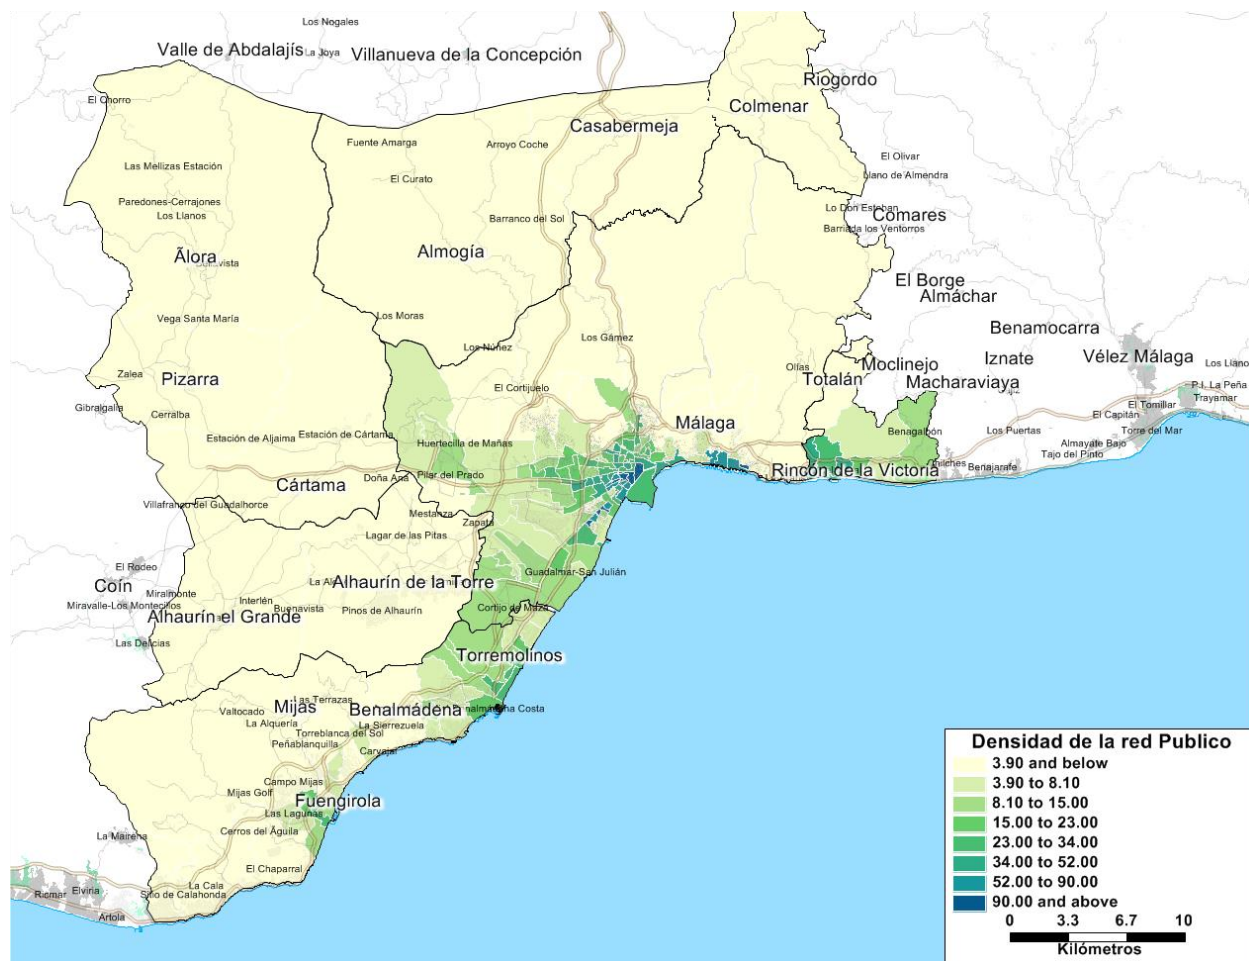 Los Nogales
Valle de Abdalajís
La Joya
Villanueva de la Concepción
Riogordo
El Chorro
Colmenar
Casabermeja
Fuente Amarga
Arroyo Coche
El Olivar
Las Mellizas Estación
El Curato
Llano de Almendra
Paredones-Cerrajones
Los Llanos
Barranco del Sol
Lo Don Esteban
Comares
Barriada los Ventorros
Almogía
Ãlora
El Borge
Almáchar
Vega Santa María
Los Moras
Benamocarra
Los Gámez
Los Núñez
Iznate
Vélez Málaga
Moclinejo
Olías
Los Llano
Zalea
Pizarra
El Cortijuelo
Totalán
Macharaviaya
P.I. La Peña
Trayamar
Gibralgalia
Cerralba
El Tomillar
El Capitán
Málaga
Estación de Aljaima
Estación de Cártama
Huertecilla de Mañas
Benagalbón
Los Puertas
Torre del Mar
Almayate Bajo
Tajo del Pinto
Rincón de la Victoria
Benajarafe
Doña Ana
Pilar del Prado
Cártama
Villafranco del Guadalhorce
Mestanza
Zapata
Lagar de las Pitas
El Rodeo
Coín
Alhaurín de la Torre
Guadalmar-San Julián
Miralmonte
Miravalle-Los Montecillos
Interlén
Buenavista
Pinos de Alhaurín
Cortijo de Maza
Alhaurín el Grande
Las Delicias
Torremolinos
Las Terrazas
Valtocado
Mijas
Benalmádena
La Alquería
La Sierrezuela
Torreblanca del Sol
Peñablanquilla
Carvajal
Campo Mijas
Mijas Golf
Fuengirola
Las Lagunas
La Mairena
Cerros del Águila
El Chaparral
La Cala
Ricmar
Elviria
Sitio de Calahonda
Artola
Densidad de la red Publico
3.90 and below
3.90 to 8.10
8.10 to 15.00
15.00 to 23.00
23.00 to 34.00
34.00 to 52.00
52.00 to 90.00
90.00 and above
0 3.3 6.7 10
Kilómetros